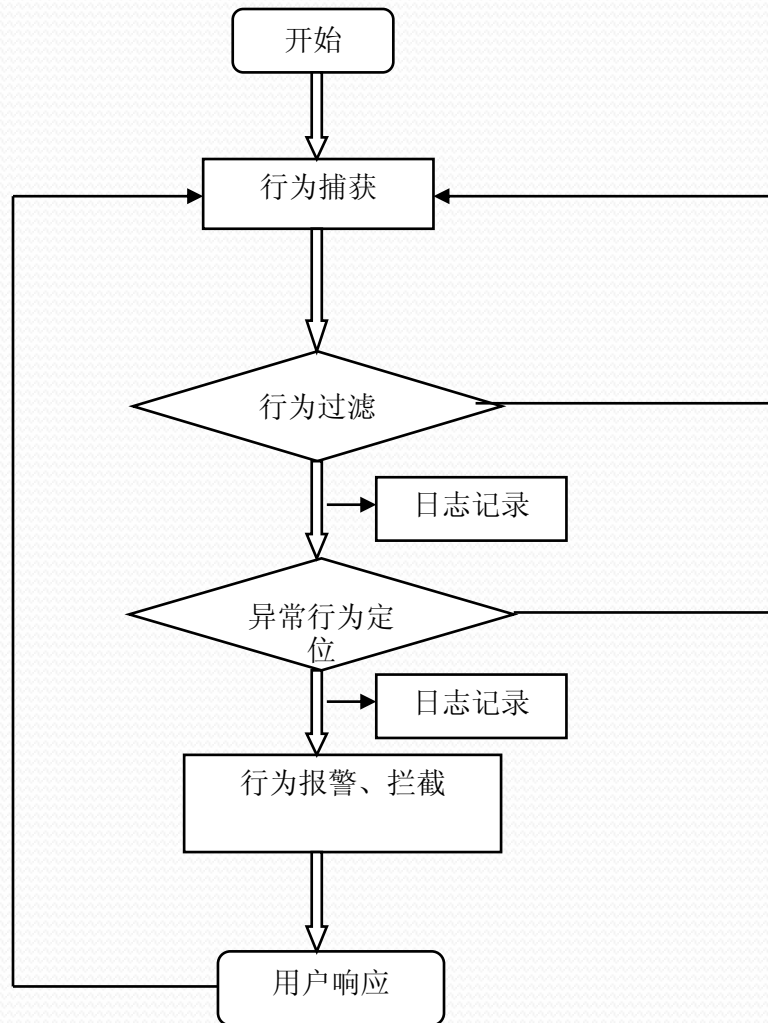 开始
行为捕获
行为过滤
日志记录
异常行为定
位
日志记录
行为报警、拦截
用户响应